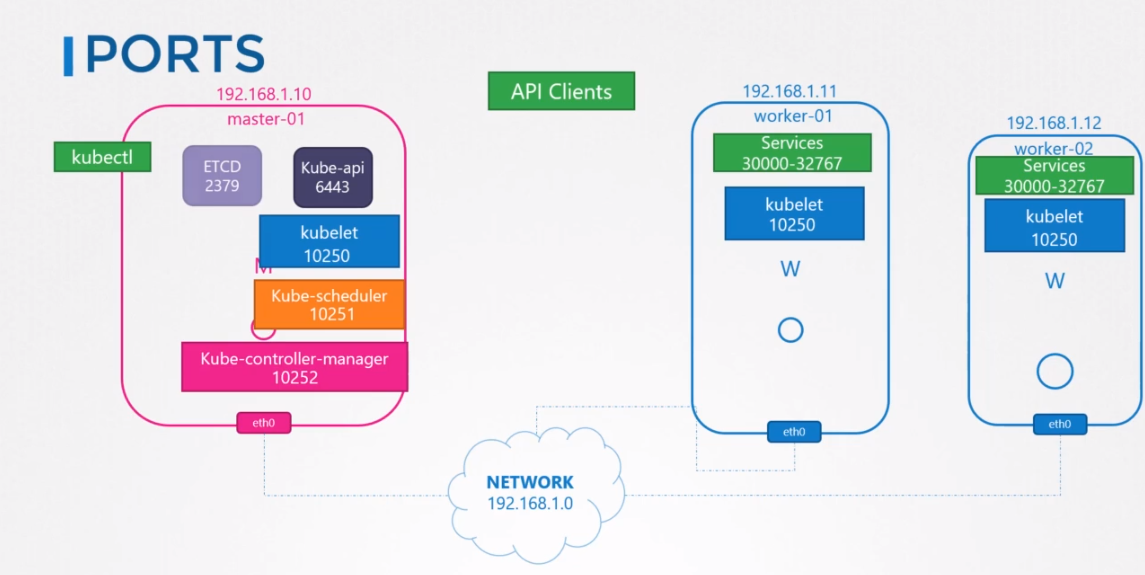 PORTS
192.168.1.10
master-01
kubectl
ETCD
2379
Kube-api
6443
kubelet
10250
M
Kube-scheduler
10251
Kube-controller-manager
10252
eth0
API Clients
192.168.1.11
worker-01
Services
30000-32767
kubelet
10250
W
eth0
192.168.1.12
worker-02
Services
30000-32767
kubelet
10250
W
eth0
NETWORK
192.168.1.0